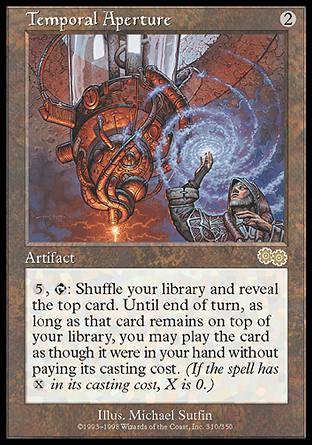 Temporal Aperture 2
Artifact
5, T: Shuffle your library and reveal
the top card. Until end of turn, as
long as that card remains on top of
your library, you may play the card
as though it were in your hand without
paying its casting cost. (If the spell has
X in its casting cost, X is 0.)
Illus. Michael Sutfin
©1993–1998 Wizards of the Coast, Inc. 310/350